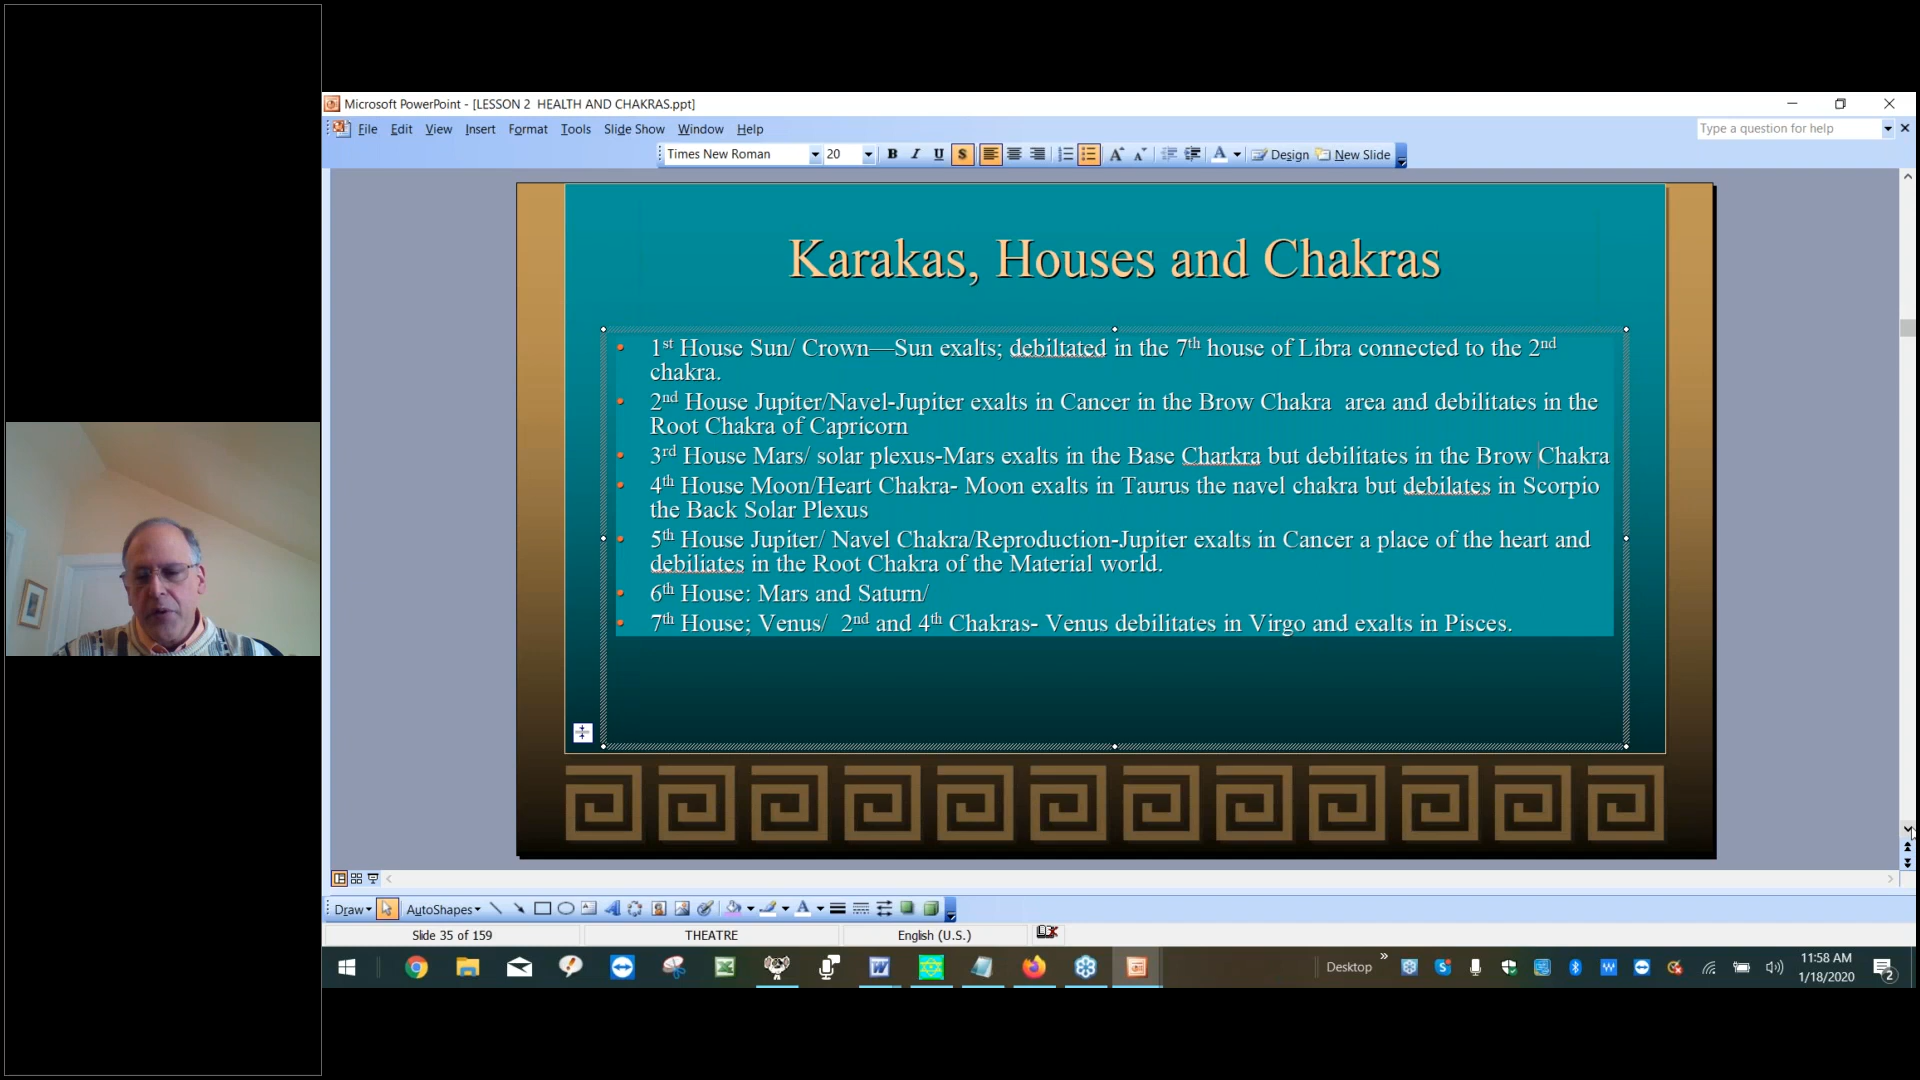 Microsoft PowerPoint - [LESSON 2  HEALTH AND CHAKRAS.ppt]
File Edit View Insert Format Tools Slide Show Window Help
Type a question for help
Times New Roman 20 B I U S A A A Design New Slide
Karakas, Houses and Chakras
• 1st House Sun/ Crown—Sun exalts; debiltated in the 7th house of Libra connected to the 2nd
chakra.
• 2nd House Jupiter/Navel-Jupiter exalts in Cancer in the Brow Chakra  area and debilitates in the
Root Chakra of Capricorn
• 3rd House Mars/ solar plexus-Mars exalts in the Base Charkra but debilitates in the Brow Chakra
• 4th House Moon/Heart Chakra- Moon exalts in Taurus the navel chakra but debilates in Scorpio
the Back Solar Plexus
• 5th House Jupiter/ Navel Chakra/Reproduction-Jupiter exalts in Cancer a place of the heart and
debiliates in the Root Chakra of the Material world.
• 6th House: Mars and Saturn/
• 7th House; Venus/  2nd and 4th Chakras- Venus debilitates in Virgo and exalts in Pisces.
Draw AutoShapes A
Slide 35 of 159 THEATRE English (U.S.)
Desktop
11:58 AM
1/18/2020
2